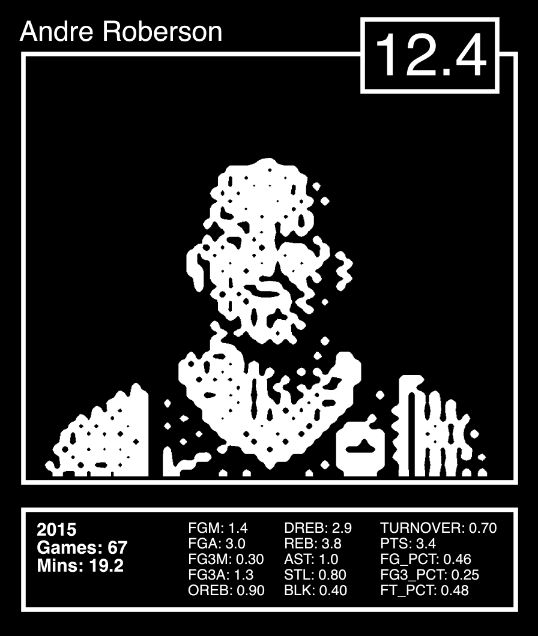 Andre Roberson
12.4
2015
Games: 67
Mins: 19.2
FGM: 1.4
FGA: 3.0
FG3M: 0.30
FG3A: 1.3
OREB: 0.90
DREB: 2.9
REB: 3.8
AST: 1.0
STL: 0.80
BLK: 0.40
TURNOVER: 0.70
PTS: 3.4
FG_PCT: 0.46
FG3_PCT: 0.25
FT_PCT: 0.48